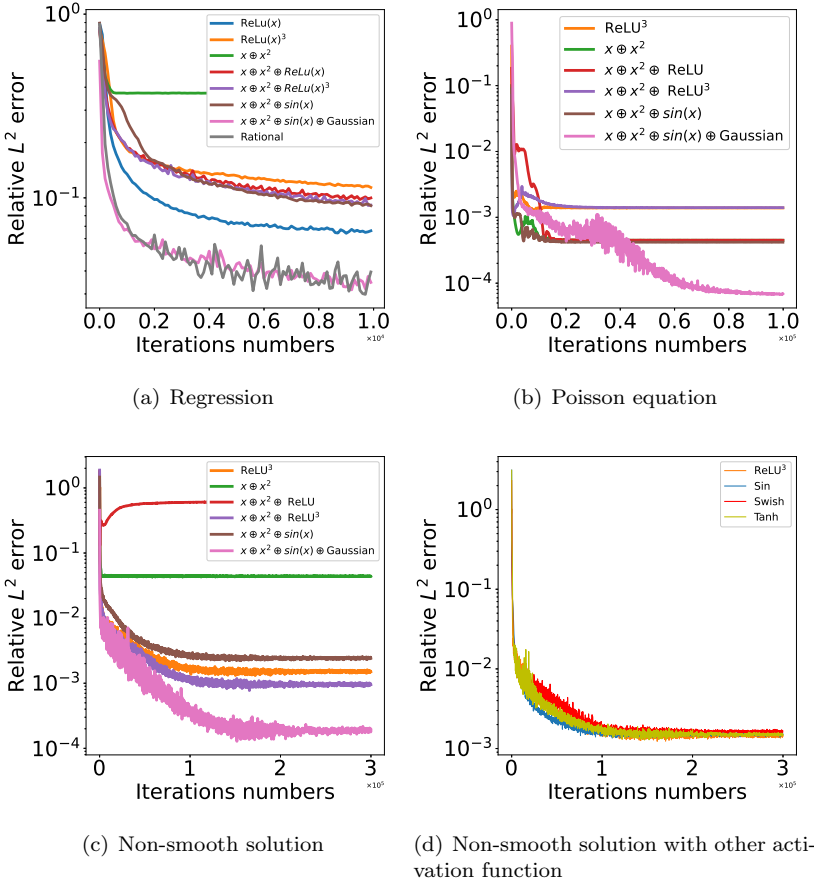 10⁰
10⁻¹
Relative L² error
ReLu(x)
ReLu(x)³
x ⊕ x²
x ⊕ x² ⊕ ReLu(x)
x ⊕ x² ⊕ ReLu(x)³
x ⊕ x² ⊕ sin(x)
x ⊕ x² ⊕ sin(x) ⊕ Gaussian
Rational
0.0 0.2 0.4 0.6 0.8 1.0
Iterations numbers
×10⁴
(a) Regression
10⁰
10⁻¹
10⁻²
10⁻³
10⁻⁴
Relative L² error
ReLU³
x ⊕ x²
x ⊕ x² ⊕ ReLU
x ⊕ x² ⊕ ReLU³
x ⊕ x² ⊕ sin(x)
x ⊕ x² ⊕ sin(x) ⊕ Gaussian
0.0 0.2 0.4 0.6 0.8 1.0
Iterations numbers
×10⁵
(b) Poisson equation
10⁰
10⁻¹
10⁻²
10⁻³
10⁻⁴
Relative L² error
ReLU³
x ⊕ x²
x ⊕ x² ⊕ ReLU
x ⊕ x² ⊕ ReLU³
x ⊕ x² ⊕ sin(x)
x ⊕ x² ⊕ sin(x) ⊕ Gaussian
0 1 2 3
Iterations numbers
×10⁵
(c) Non-smooth solution
10⁰
10⁻¹
10⁻²
10⁻³
Relative L² error
ReLU³
Sin
Swish
Tanh
0 1 2 3
Iterations numbers
×10⁵
(d) Non-smooth solution with other acti-
vation function